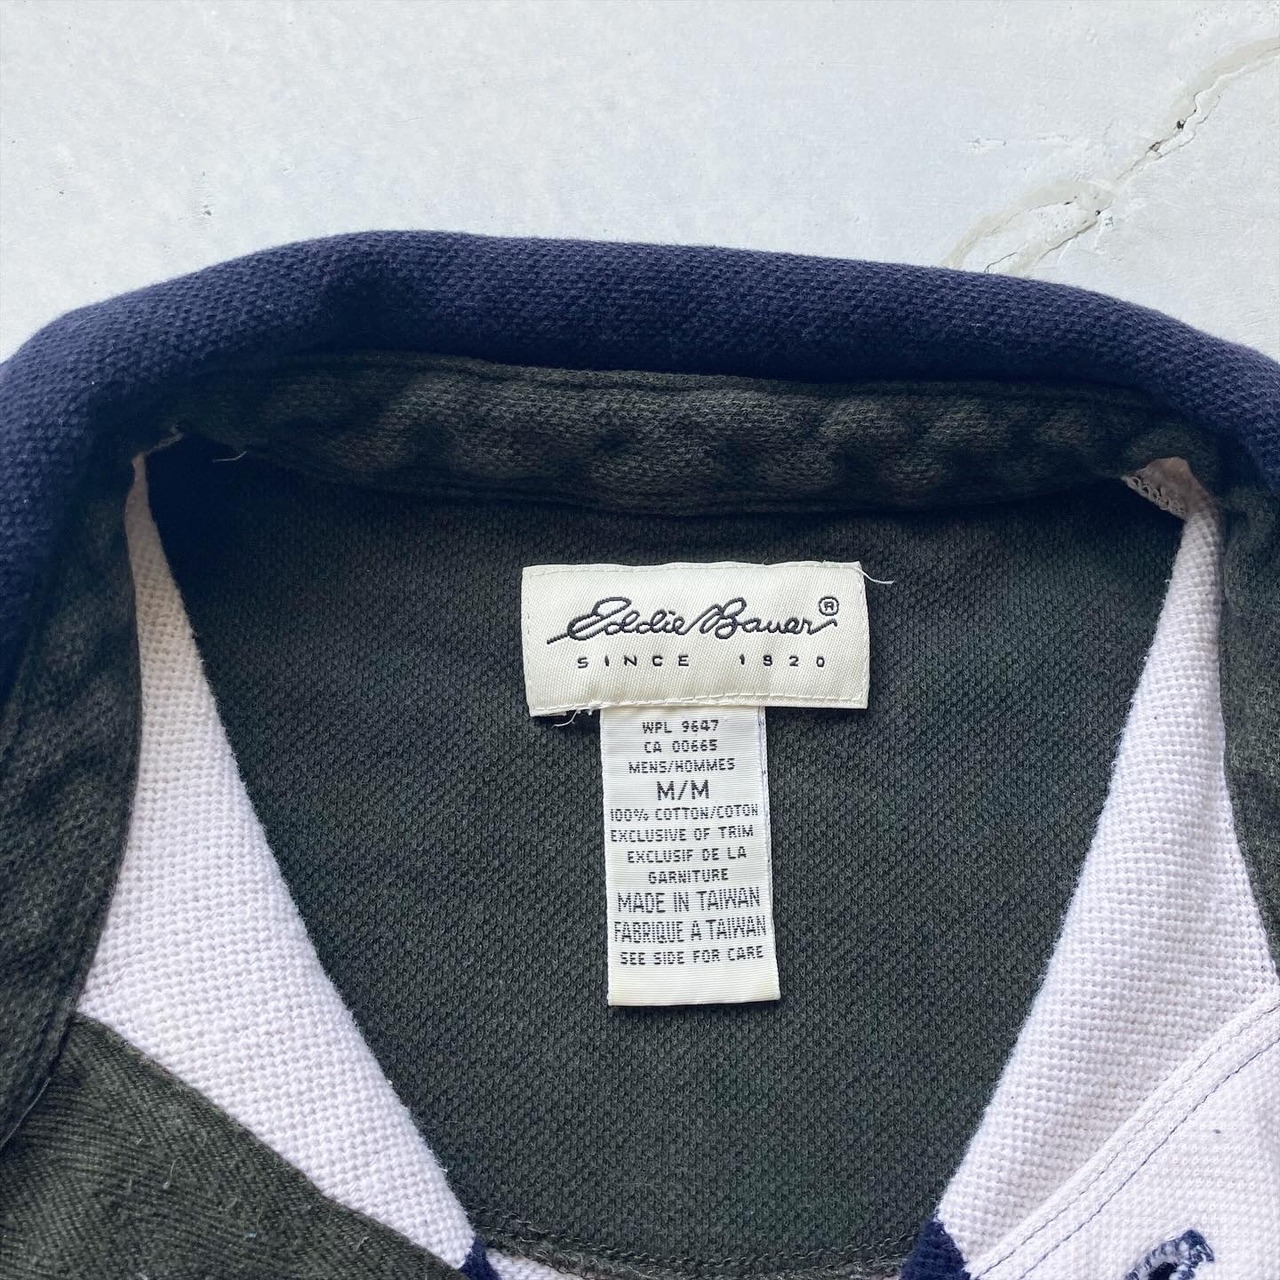 Eddie Bauer®
SINCE 1920
WPL 9647
CA 00665
MENS/HOMMES
M/M
100% COTTON/COTON
EXCLUSIVE OF TRIM
EXCLUSIF DE LA
GARNITURE
MADE IN TAIWAN
FABRIQUE A TAIWAN
SEE SIDE FOR CARE